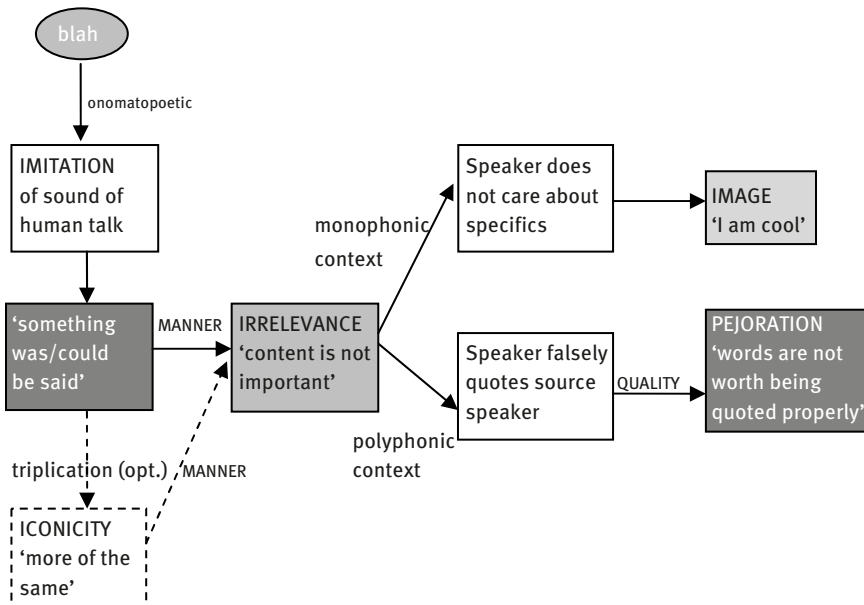 blah
onomatopoetic
IMITATION
of sound of
human talk
‘something
was/could
be said’
MANNER
triplication (opt.)
MANNER
ICONICITY
‘more of the
same’
IRRELEVANCE
‘content is not
important’
monophonic
context
polyphonic
context
Speaker does
not care about
specifics
IMAGE
‘I am cool’
Speaker falsely
quotes source
speaker
QUALITY
PEJORATION
‘words are not
worth being
quoted properly’